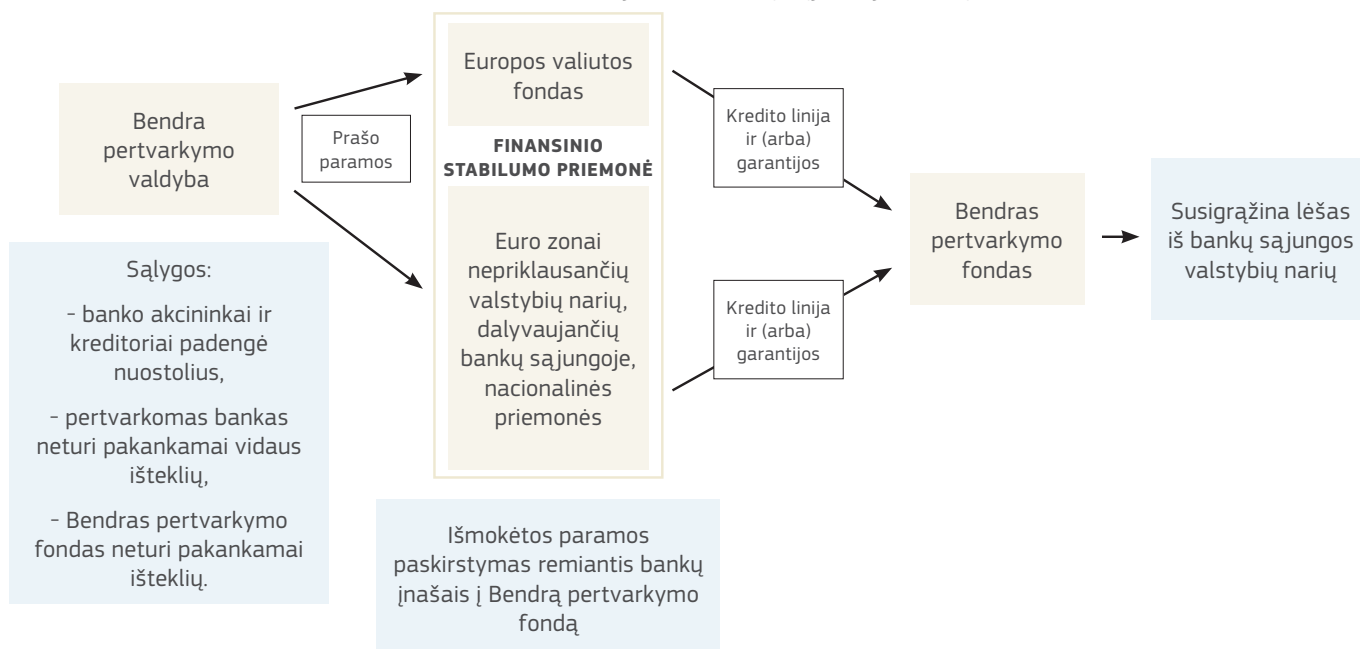 Bendra
pertvarkymo
valdyba
Prašo
paramos
Europos valiutos
fondas
FINANSINIO
STABILUMO PRIEMONĖ
Euro zonai
nepriklausančių
valstybių narių,
dalyvaujančių
bankų sąjungoje,
nacionalinės
priemonės
Kredito linija
ir (arba)
garantijos
Kredito linija
ir (arba)
garantijos
Bendras
pertvarkymo
fondas
Susigrąžina lėšas
iš bankų sąjungos
valstybių narių
Sąlygos:
- banko akcininkai ir
kreditoriai padengė
nuostolius,
- pertvarkomas bankas
neturi pakankamai vidaus
išteklių,
- Bendras pertvarkymo
fondas neturi pakankamai
išteklių.
Išmokėtos paramos
paskirstymas remiantis bankų
įnašais į Bendrą pertvarkymo
fondą